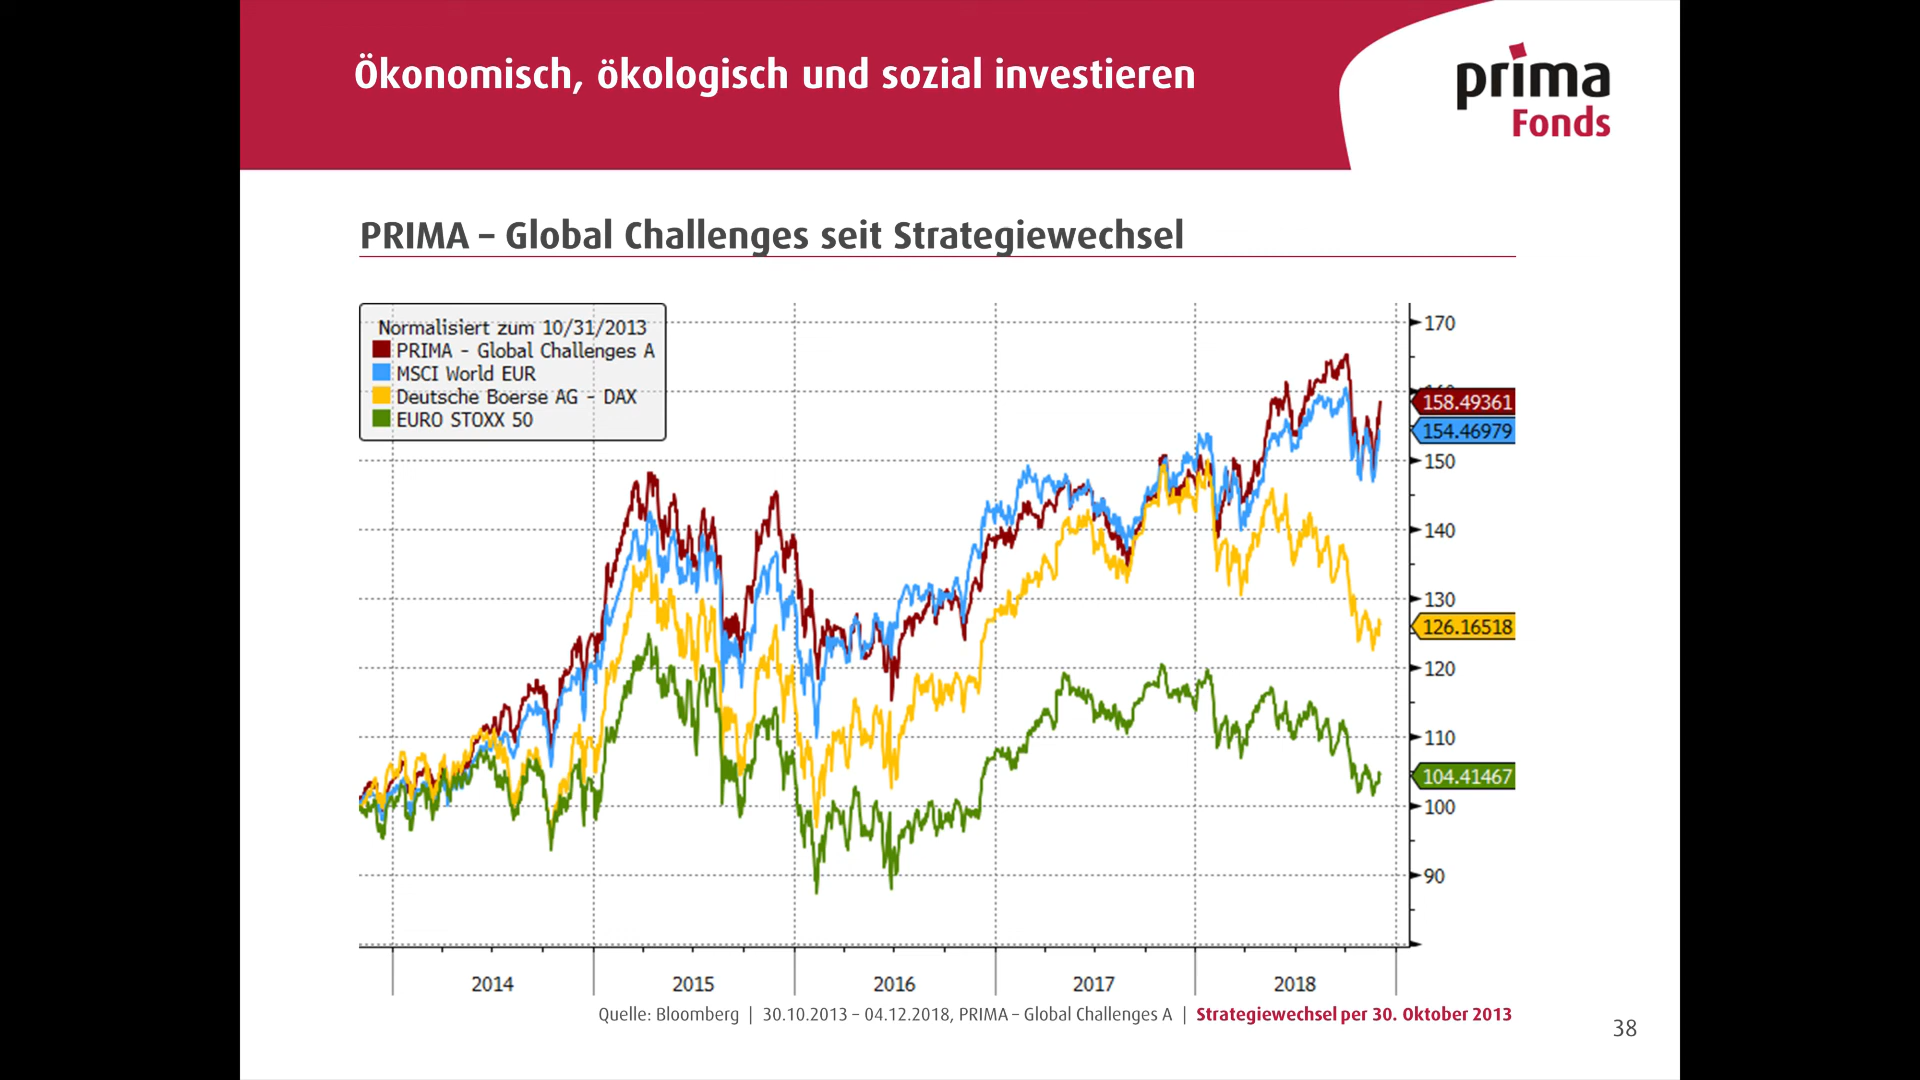 Ökonomisch, ökologisch und sozial investieren
prima
Fonds
PRIMA – Global Challenges seit Strategiewechsel
Normalisiert zum 10/31/2013
PRIMA - Global Challenges A
MSCI World EUR
Deutsche Boerse AG - DAX
EURO STOXX 50
170
160
158.49361
154.46979
150
140
130
126.16518
120
110
104.41467
100
90
2014 2015 2016 2017 2018
Quelle: Bloomberg | 30.10.2013 – 04.12.2018, PRIMA – Global Challenges A | Strategiewechsel per 30. Oktober 2013
38